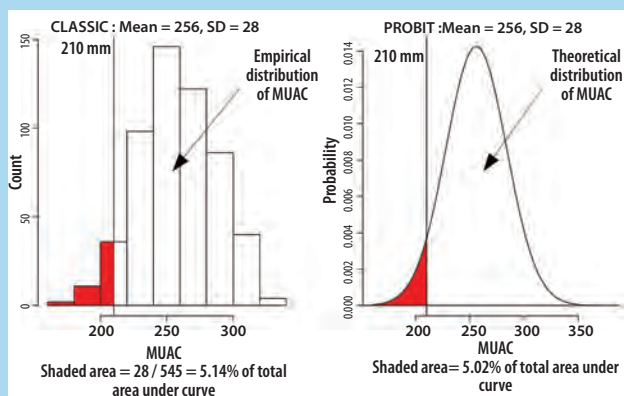 CLASSIC : Mean = 256, SD = 28
210 mm
Empirical
distribution
of MUAC
Count
150
100
50
0
200
250
300
MUAC
Shaded area = 28 / 545 = 5.14% of total
area under curve
PROBIT :Mean = 256, SD = 28
210 mm
Theoretical
distribution
of MUAC
Probability
0.014
0.012
0.010
0.008
0.006
0.004
0.002
0.000
200
250
300
350
MUAC
Shaded area= 5.02% of total area under
curve